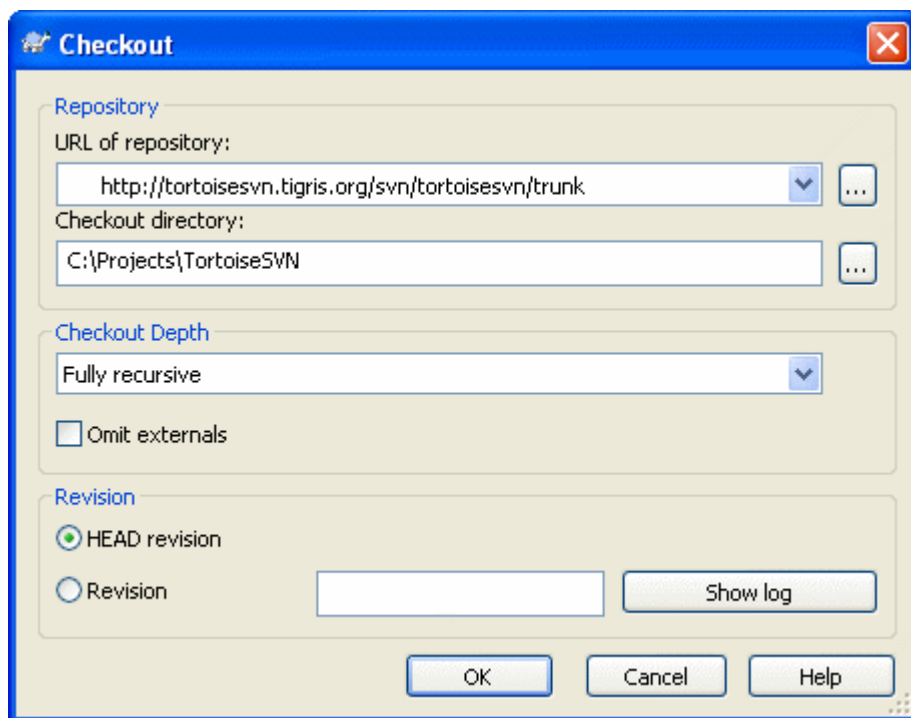 Checkout
Repository
URL of repository:
http://tortoisesvn.tigris.org/svn/tortoisesvn/trunk
...
Checkout directory:
C:\Projects\TortoiseSVN
...
Checkout Depth
Fully recursive
Omit externals
Revision
HEAD revision
Revision
Show log
OK Cancel Help